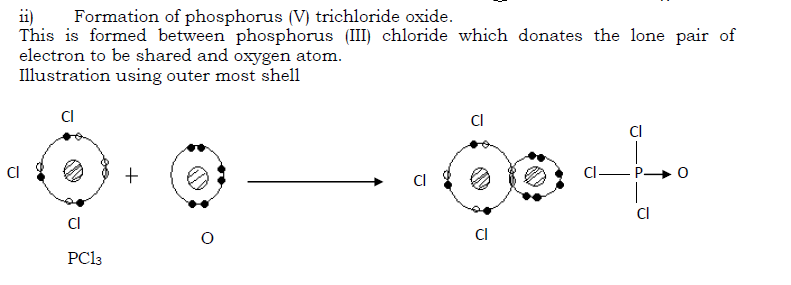 ii) Formation of phosphorus (V) trichloride oxide.
This is formed between phosphorus (III) chloride which donates the lone pair of
electron to be shared and oxygen atom.
Illustration using outer most shell
Cl
Cl
Cl
PCl3
+
O
Cl
Cl
Cl
Cl
Cl P O
Cl